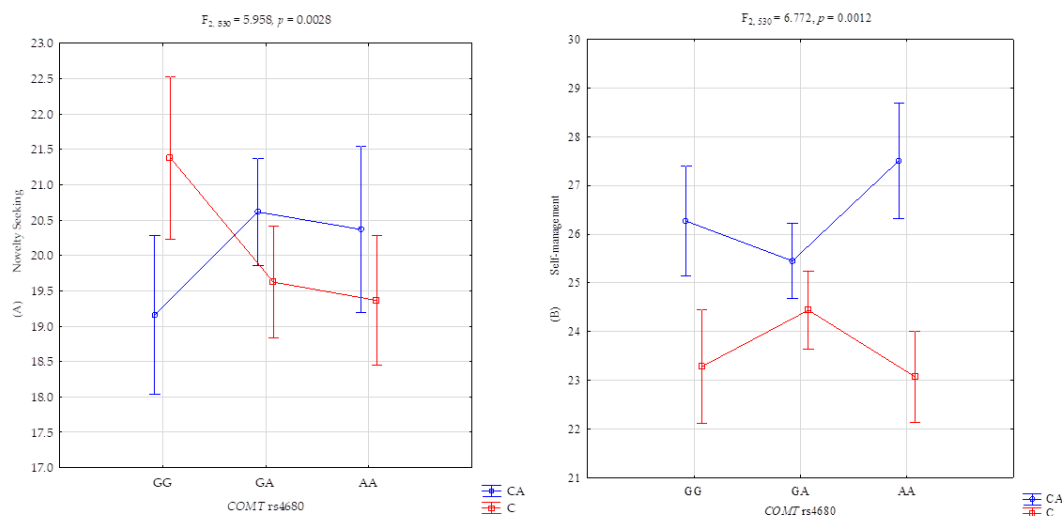 F2, 530 = 5.958, p = 0.0028
23.0
22.5
22.0
21.5
21.0
20.5
20.0
19.5
19.0
18.5
18.0
17.5
17.0
(A) Novelty Seeking
GG GA AA
COMT rs4680
CA
C
F2, 530 = 6.772, p = 0.0012
30
29
28
27
26
25
24
23
22
21
(B) Self-management
GG GA AA
COMT rs4680
CA
C